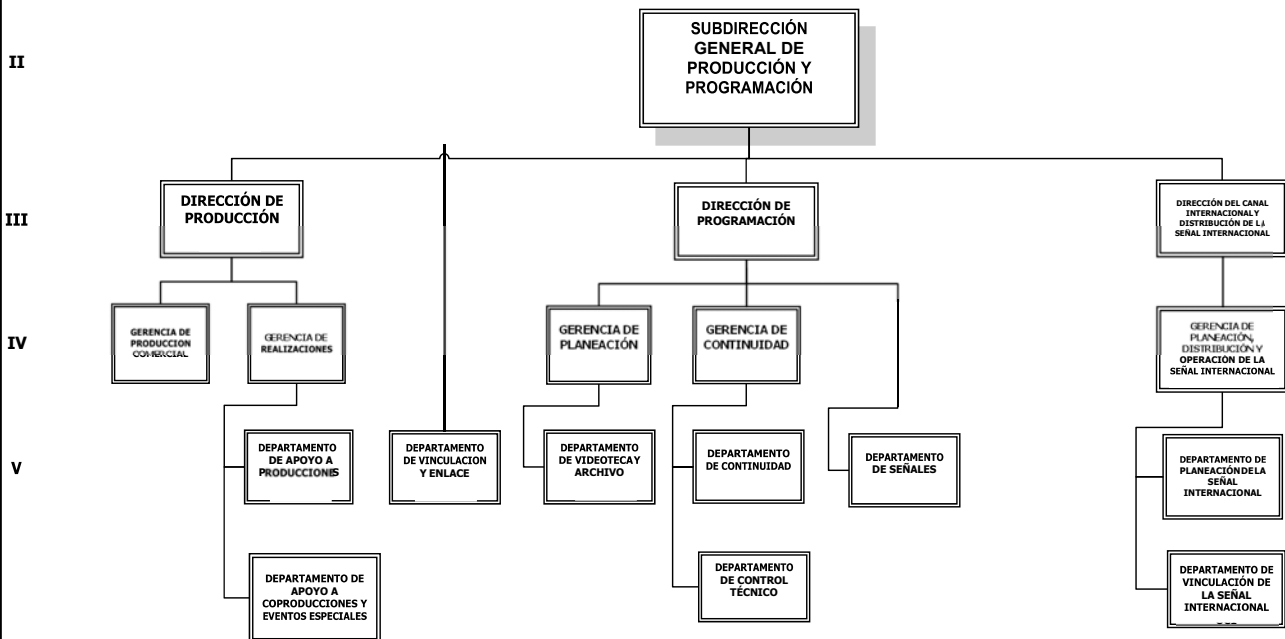 II
SUBDIRECCIÓN
GENERAL DE
PRODUCCIÓN Y
PROGRAMACIÓN
III
DIRECCIÓN DE
PRODUCCIÓN
DIRECCIÓN DE
PROGRAMACIÓN
DIRECCIÓN DEL CANAL
INTERNACIONAL Y
DISTRIBUCIÓN DE LA
SEÑAL INTERNACIONAL
IV
GERENCIA DE
PRODUCCION
COMERCIAL
GERENCIA DE
REALIZACIONES
GERENCIA DE
PLANEACIÓN
GERENCIA DE
CONTINUIDAD
GERENCIA DE
PLANEACIÓN,
DISTRIBUCIÓN Y
OPERACIÓN DE LA
SEÑAL INTERNACIONAL
V
DEPARTAMENTO
DE APOYO A
PRODUCCIONES
DEPARTAMENTO
DE VINCULACION
Y ENLACE
DEPARTAMENTO
DE VIDEOTECA Y
ARCHIVO
DEPARTAMENTO
DE CONTINUIDAD
DEPARTAMENTO
DE SEÑALES
DEPARTAMENTO DE
PLANEACIÓN DE LA
SEÑAL
INTERNACIONAL
DEPARTAMENTO DE
APOYO A
COPRODUCCIONES Y
EVENTOS ESPECIALES
DEPARTAMENTO
DE CONTROL
TÉCNICO
DEPARTAMENTO DE
VINCULACIÓN DE
LA SEÑAL
INTERNACIONAL